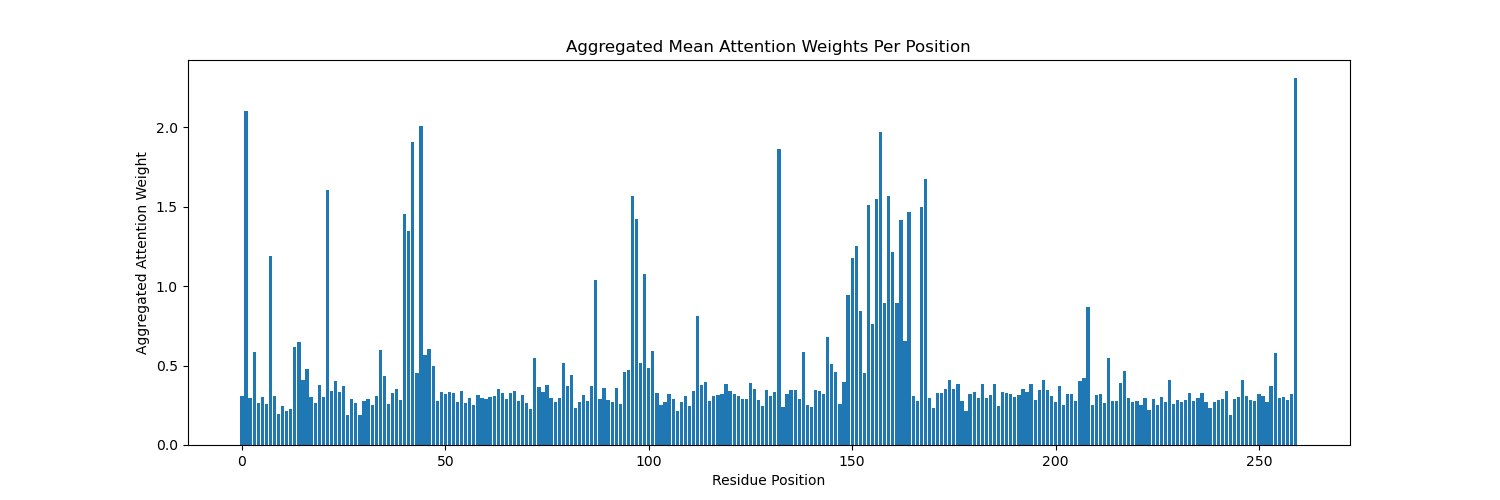 Aggregated Mean Attention Weights Per Position
Aggregated Attention Weight
2.0
1.5
1.0
0.5
0.0
0 50 100 150 200 250
Residue Position